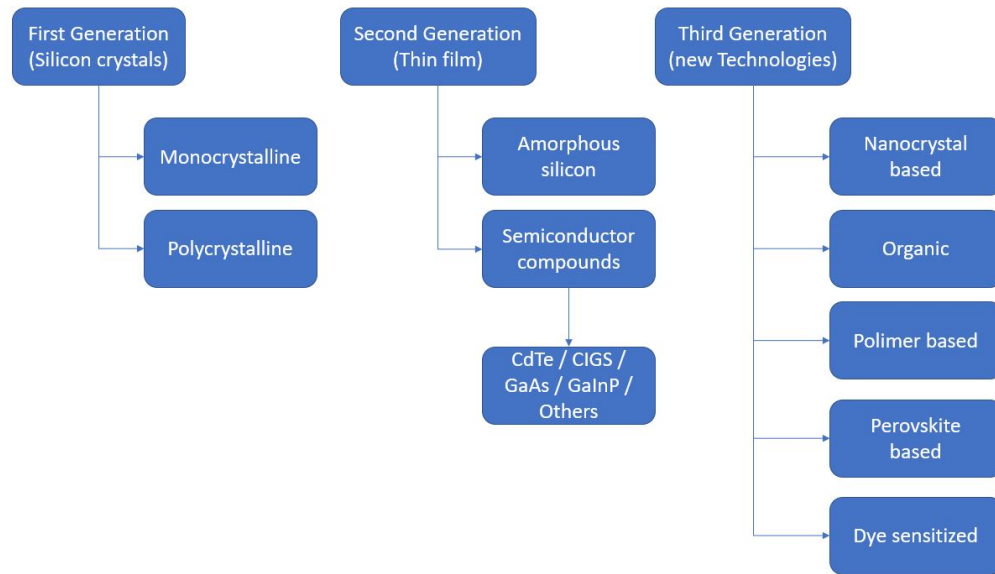 First Generation
(Silicon crystals)
Monocrystalline
Polycrystalline
Second Generation
(Thin film)
Amorphous
silicon
Semiconductor
compounds
CdTe / CIGS /
GaAs / GaInP /
Others
Third Generation
(new Technologies)
Nanocrystal
based
Organic
Polimer based
Perovskite
based
Dye sensitized